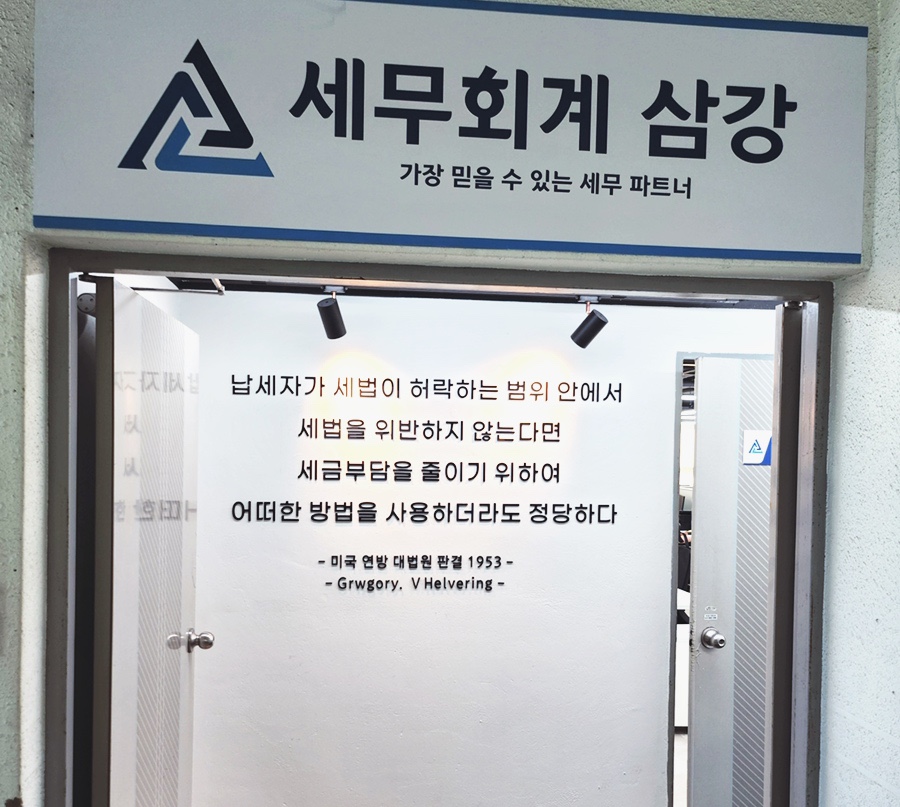 세무회계 삼강
가장 믿을 수 있는 세무 파트너
납세자가 세법이 허락하는 범위 안에서
세법을 위반하지 않는다면
세금부담을 줄이기 위하여
어떠한 방법을 사용하더라도 정당하다
– 미국 연방 대법원 판결 1953 –
– Grwgory, V Helvering –